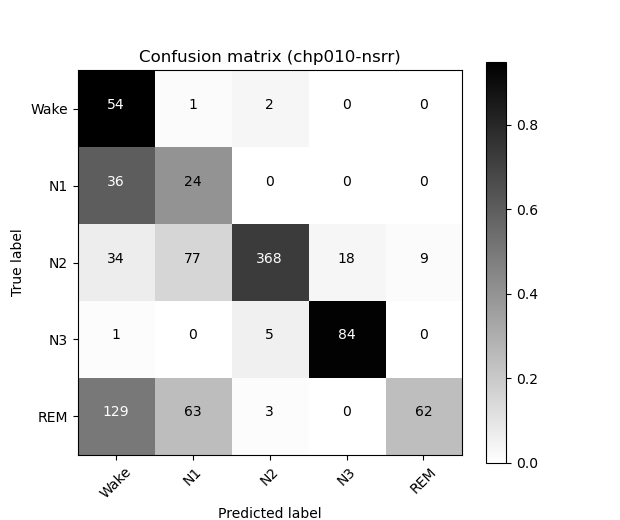 Confusion matrix (chp010-nsrr)
True label
Wake 54 1 2 0 0
N1 36 24 0 0 0
N2 34 77 368 18 9
N3 1 0 5 84 0
REM 129 63 3 0 62
Wake N1 N2 N3 REM
Predicted label
0.8
0.6
0.4
0.2
0.0